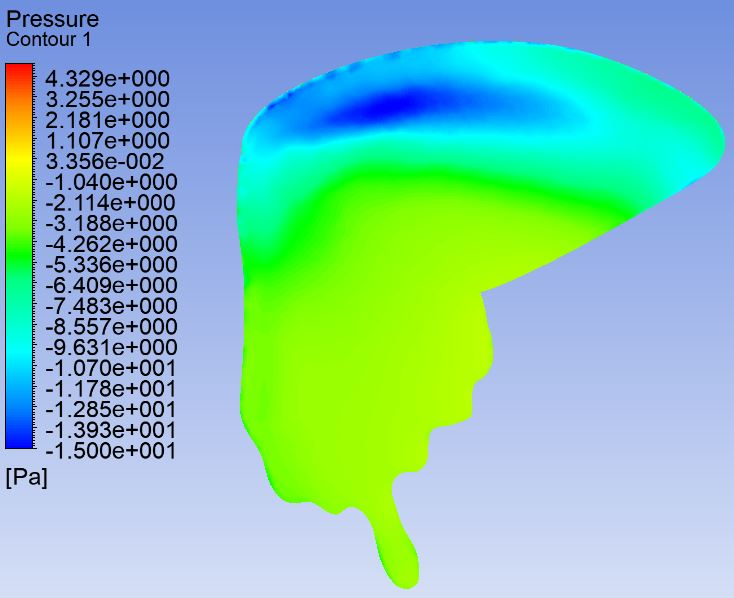 Pressure
Contour 1
4.329e+000
3.255e+000
2.181e+000
1.107e+000
3.356e-002
-1.040e+000
-2.114e+000
-3.188e+000
-4.262e+000
-5.336e+000
-6.409e+000
-7.483e+000
-8.557e+000
-9.631e+000
-1.070e+001
-1.178e+001
-1.285e+001
-1.393e+001
-1.500e+001
[Pa]